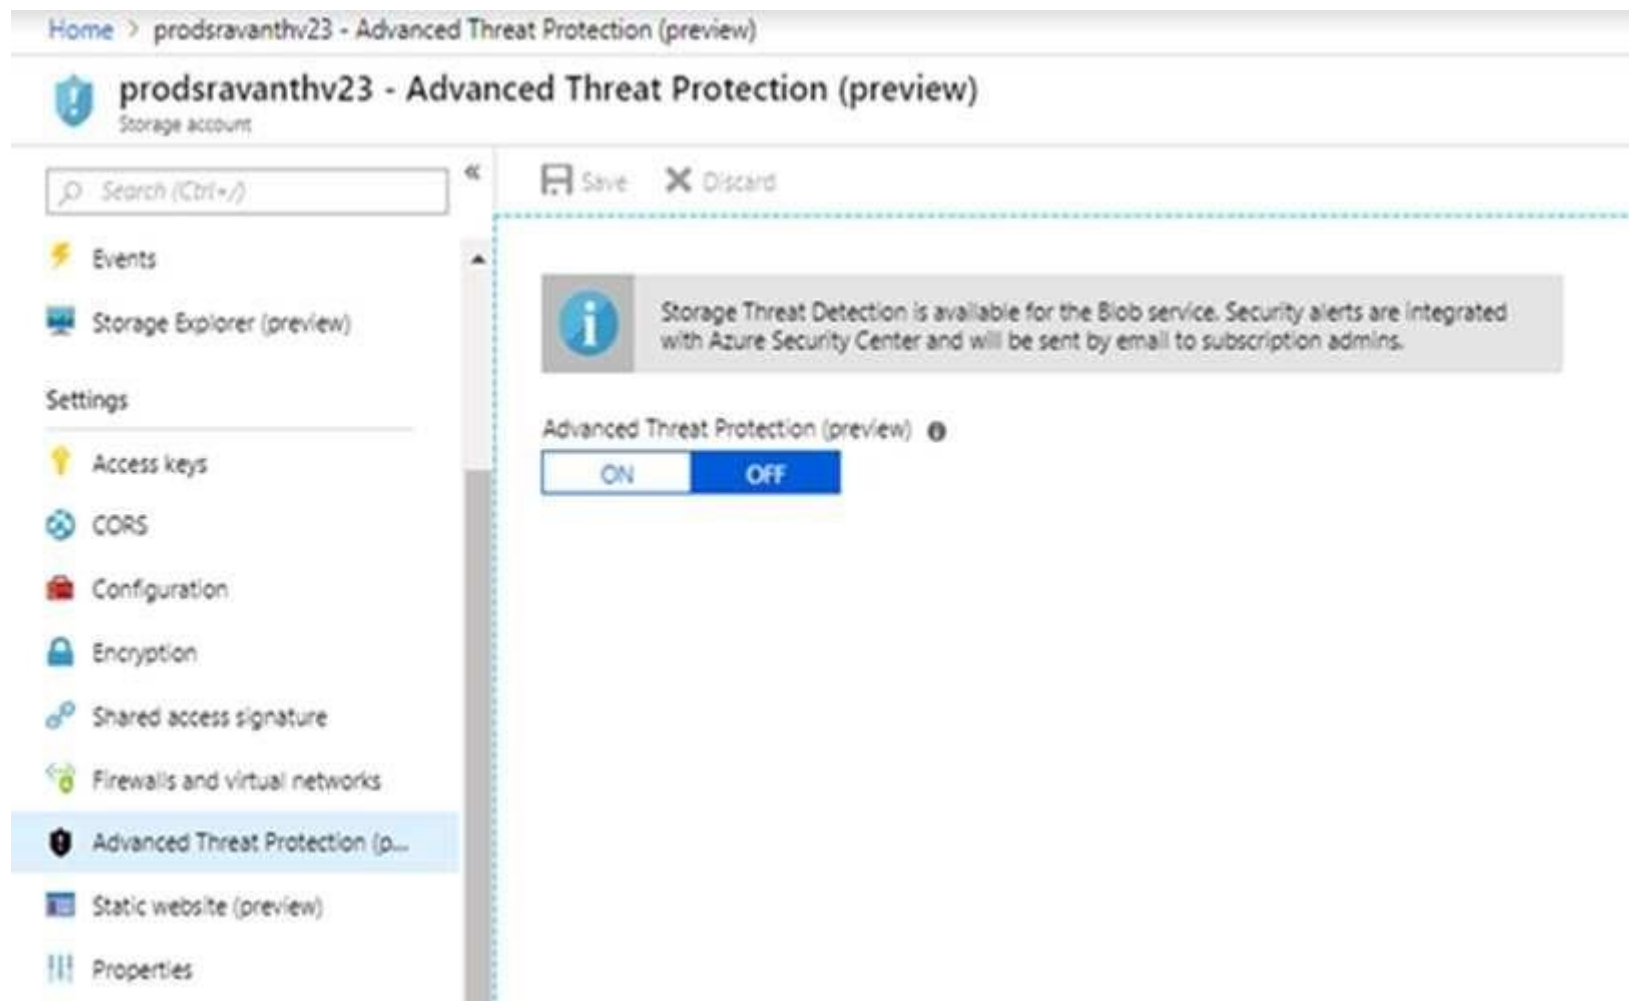 Home > prodsravanthv23 - Advanced Threat Protection (preview)
prodsravanthv23 - Advanced Threat Protection (preview)
Storage account
Search (Ctrl+/)
«
Save
Discard
Events
Storage Explorer (preview)
Settings
Access keys
CORS
Configuration
Encryption
Shared access signature
Firewalls and virtual networks
Advanced Threat Protection (p...
Static website (preview)
Properties
Storage Threat Detection is available for the Blob service. Security alerts are integrated
with Azure Security Center and will be sent by email to subscription admins.
Advanced Threat Protection (preview)
ON OFF